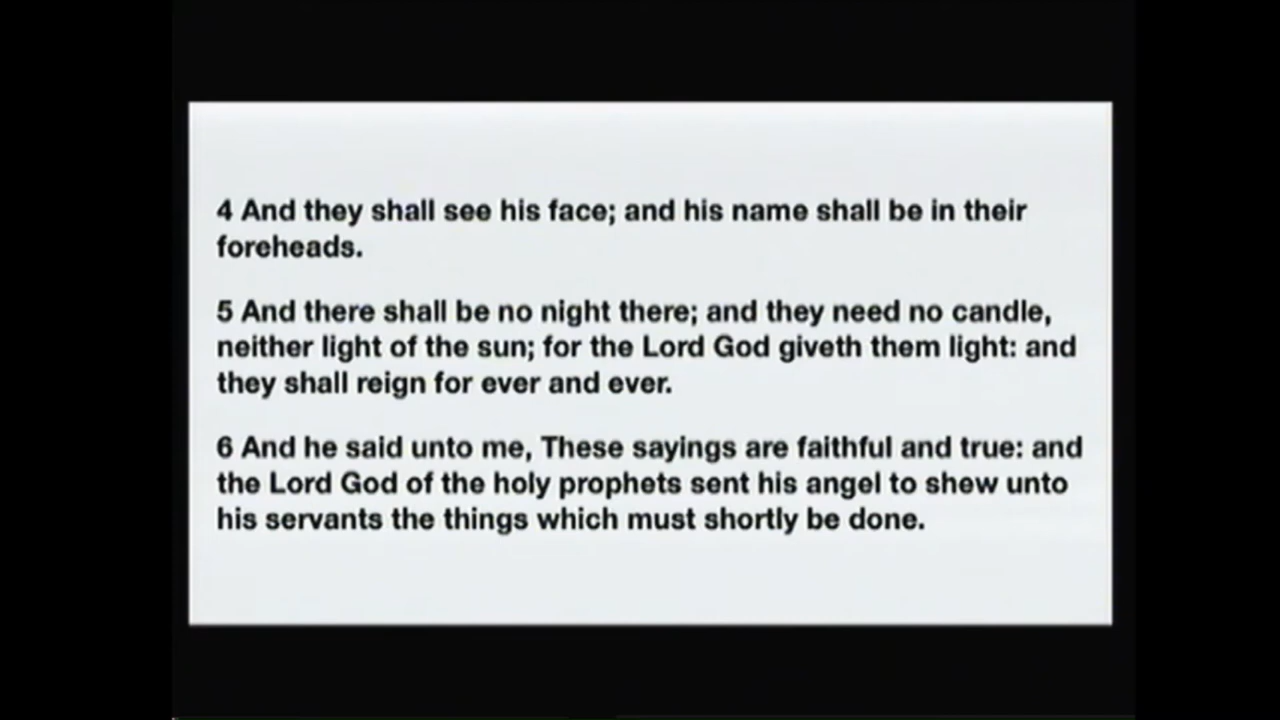 4 And they shall see his face; and his name shall be in their
foreheads.
5 And there shall be no night there; and they need no candle,
neither light of the sun; for the Lord God giveth them light: and
they shall reign for ever and ever.
6 And he said unto me, These sayings are faithful and true: and
the Lord God of the holy prophets sent his angel to shew unto
his servants the things which must shortly be done.